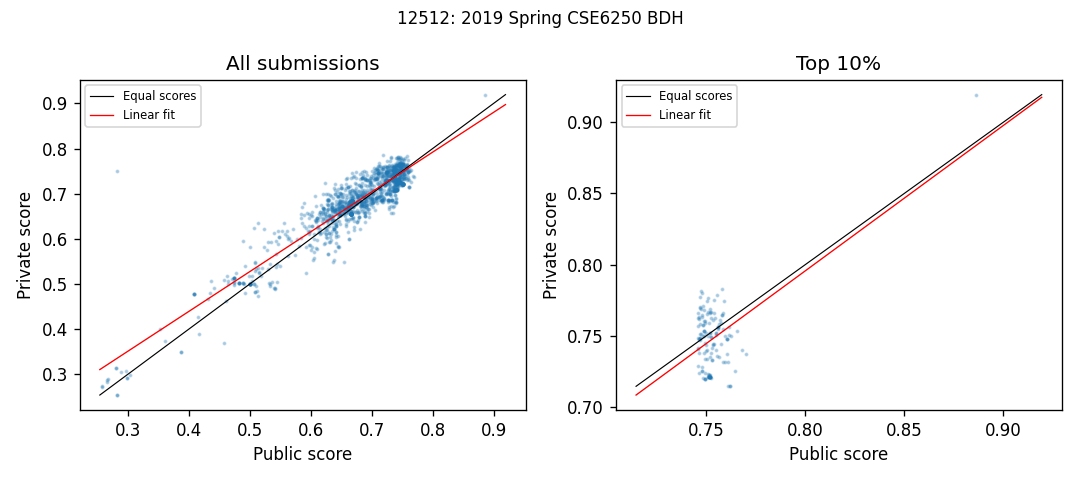 12512: 2019 Spring CSE6250 BDH
All submissions
Equal scores
Linear fit
Private score
0.9
0.8
0.7
0.6
0.5
0.4
0.3
0.3 0.4 0.5 0.6 0.7 0.8 0.9
Public score
Top 10%
Equal scores
Linear fit
Private score
0.90
0.85
0.80
0.75
0.70
0.75 0.80 0.85 0.90
Public score